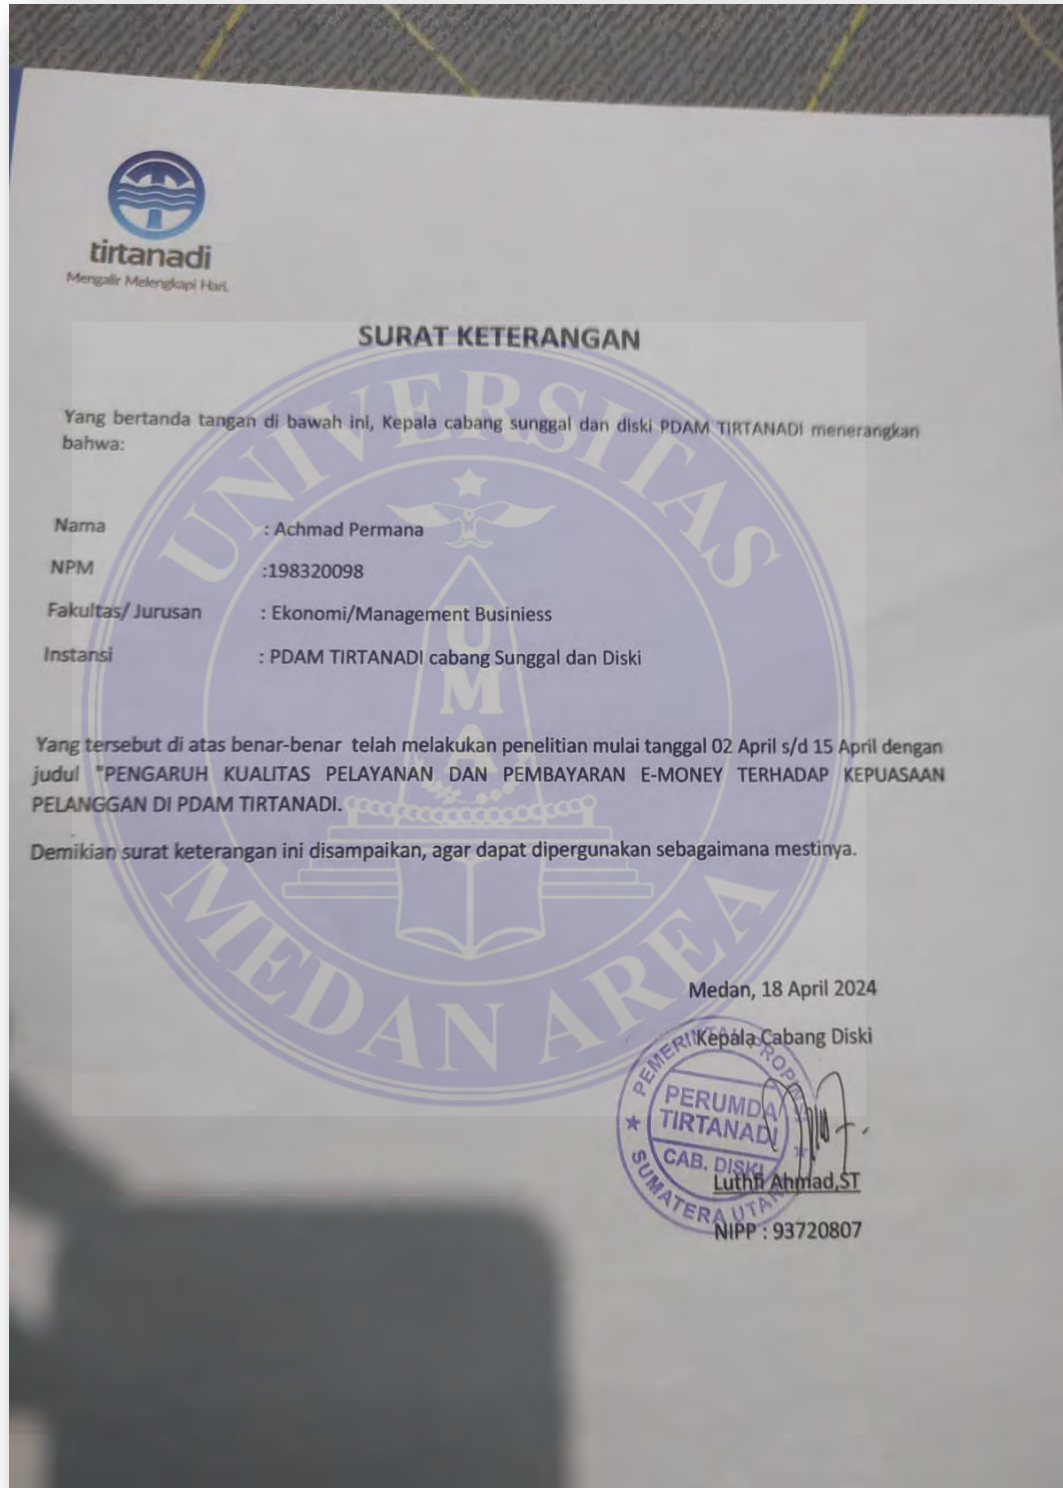 tirtanadi
Mengalir Melengkapi Hari.
SURAT KETERANGAN
Yang bertanda tangan di bawah ini, Kepala cabang sunggal dan diski PDAM TIRTANADI menerangkan
bahwa:
Nama : Achmad Permana
NPM :198320098
Fakultas/ Jurusan : Ekonomi/Management Businiess
Instansi : PDAM TIRTANADI cabang Sunggal dan Diski
Yang tersebut di atas benar-benar telah melakukan penelitian mulai tanggal 02 April s/d 15 April dengan
judul "PENGARUH KUALITAS PELAYANAN DAN PEMBAYARAN E-MONEY TERHADAP KEPUASAAN
PELANGGAN DI PDAM TIRTANADI.
Demikian surat keterangan ini disampaikan, agar dapat dipergunakan sebagaimana mestinya.
UNIVERSITAS
UMA
MEDAN AREA
Medan, 18 April 2024
Kepala Cabang Diski
PERUMDA
TIRTANADI
CAB. DISKI
SUMATERA UTARA
Luthfi Ahmad,ST
NIPP : 93720807